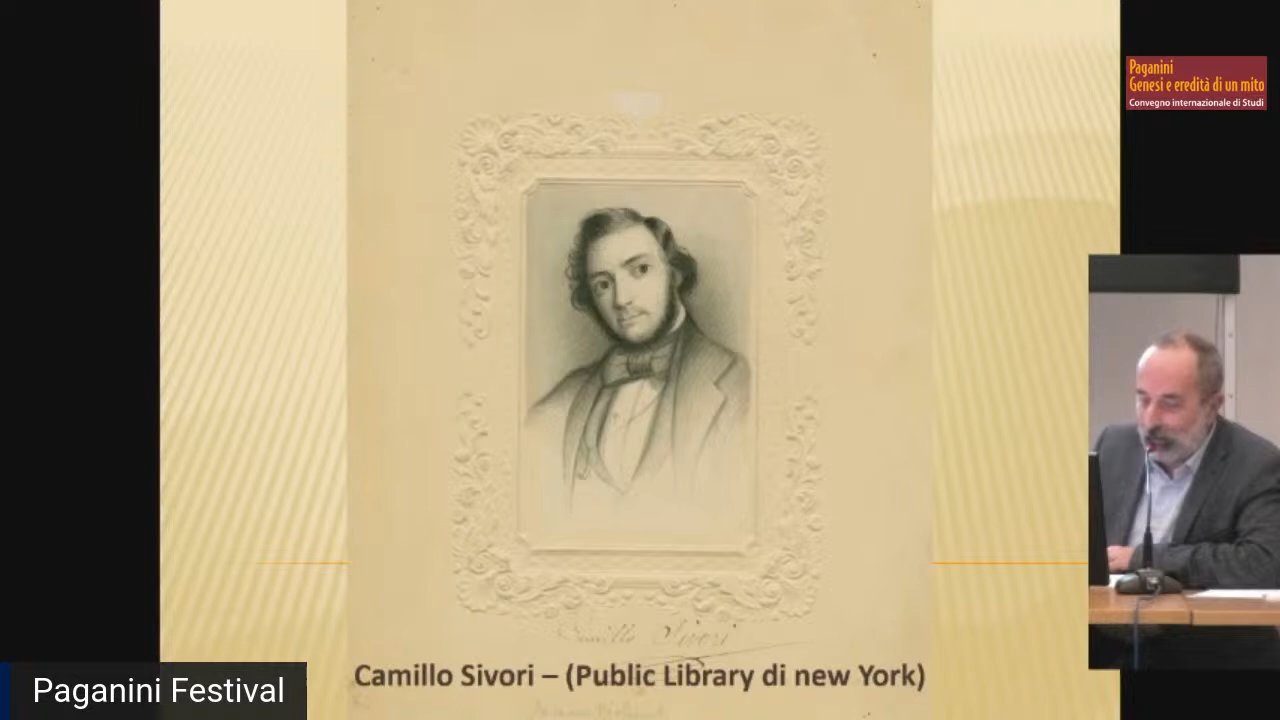 Paganini
Genesi e eredità di un mito
Convegno internazionale di Studi
Camillo Sivori
Camillo Sivori – (Public Library di new York)
Paganini Festival